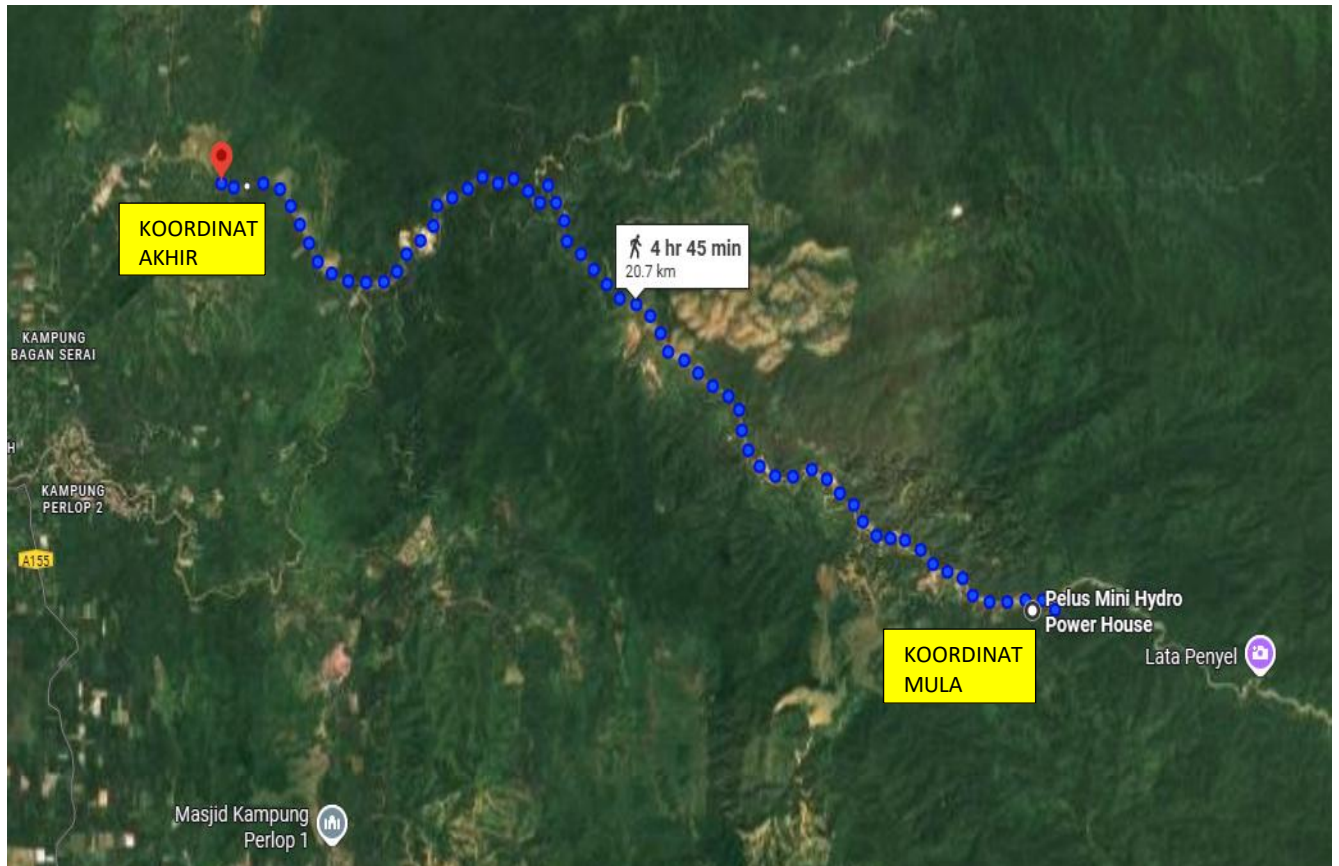 KOORDINAT
AKHIR
4 hr 45 min
20.7 km
KAMPUNG
BAGAN SERAI
H
KAMPUNG
PERLOP 2
A155
Pelus Mini Hydro
Power House
KOORDINAT
MULA
Lata Penyel
Masjid Kampung
Perlop 1